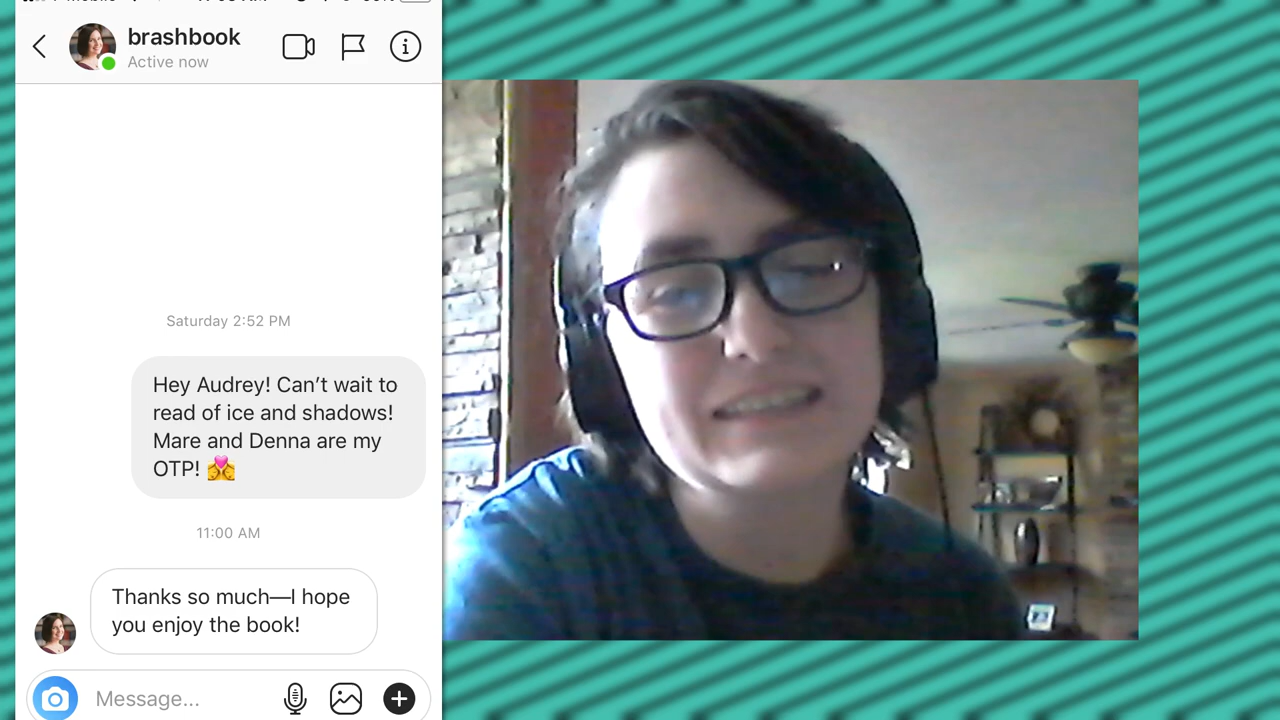 brashbook
Active now
Saturday 2:52 PM
Hey Audrey! Can’t wait to
read of ice and shadows!
Mare and Denna are my
OTP! 👩‍❤️‍💋‍👩
11:00 AM
Thanks so much—I hope
you enjoy the book!
Message...